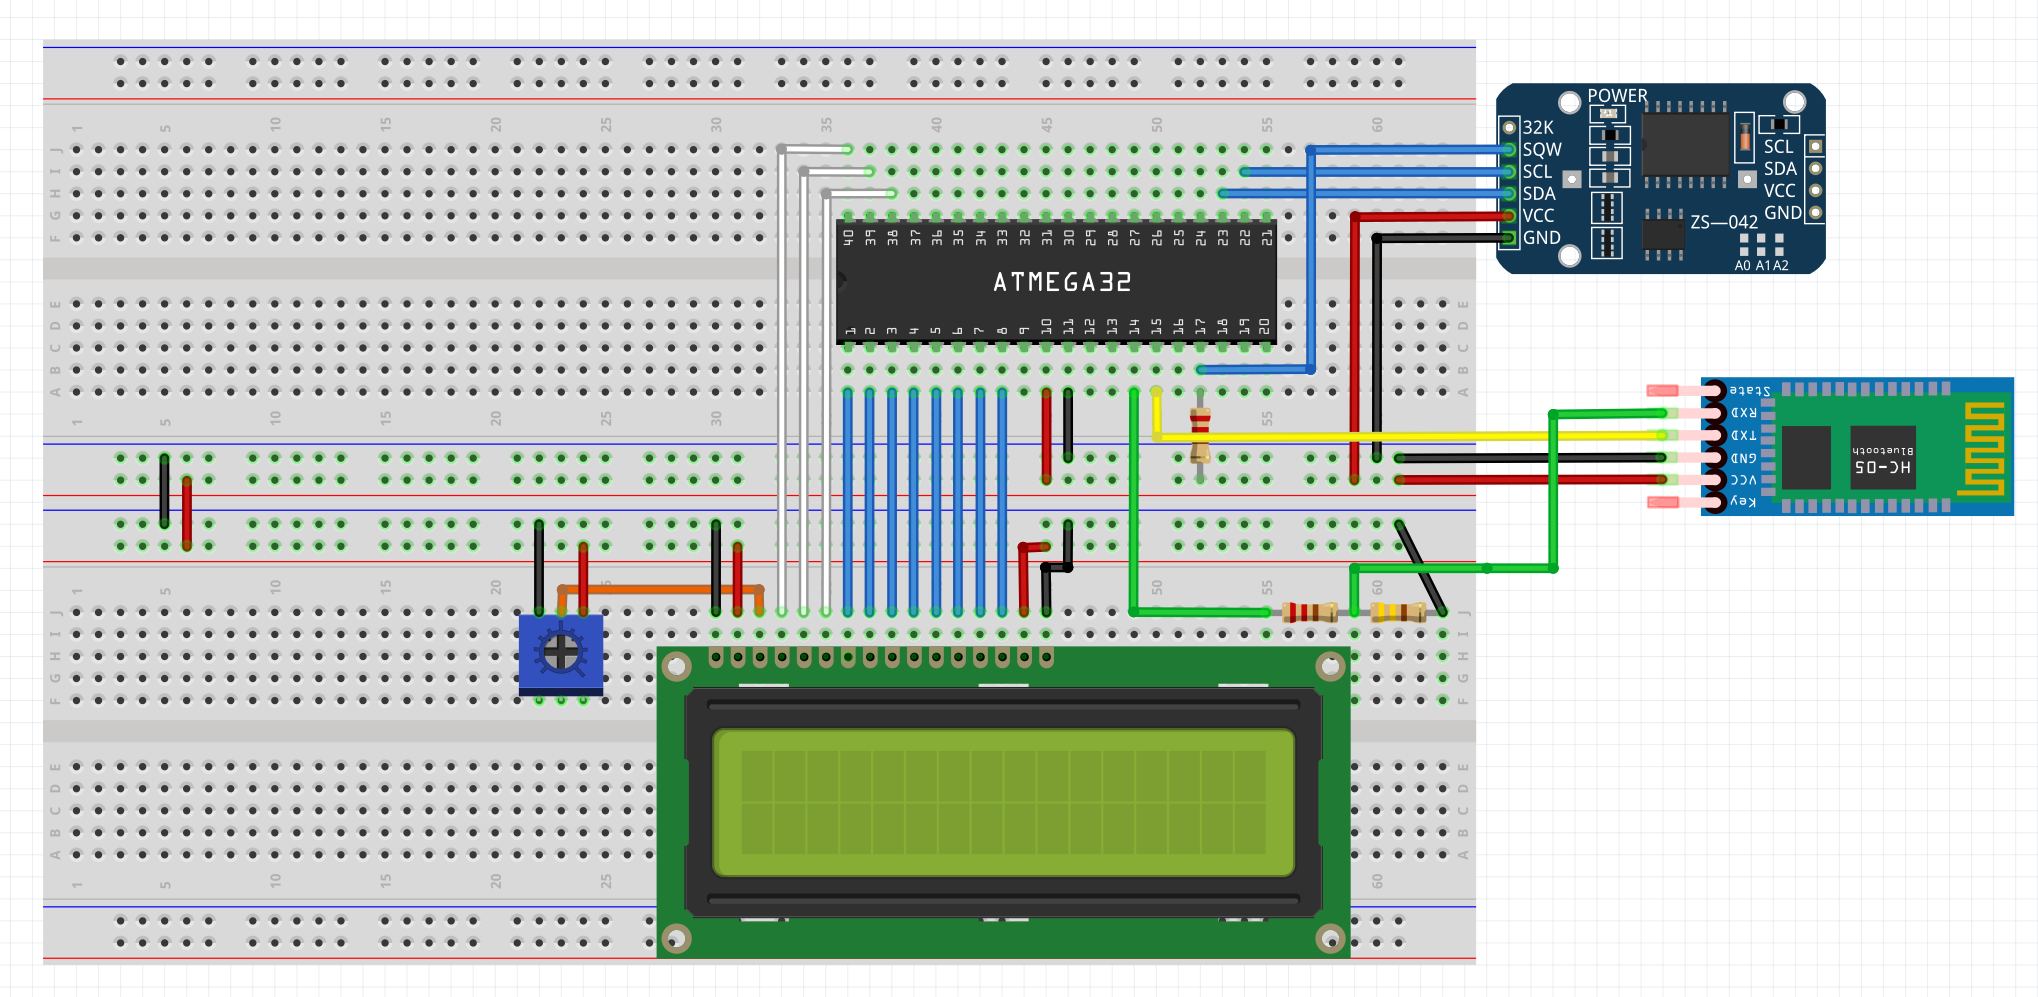 1 5 10 15 20 25 30 35 40 45 50 55 60
J J
I I
H H
G G
F F
40 39 38 37 36 35 34 33 32 31 30 29 28 27 26 25 24 23 22 21
ATMEGA32
1 2 3 4 5 6 7 8 9 10 11 12 13 14 15 16 17 18 19 20
E E
D D
C C
B B
A A
1 5 10 15 20 25 30 55
POWER
32K
SQW
SCL
SDA
VCC
GND
SCL
SDA
VCC
GND
ZS—042
A0 A1 A2
State
RXD
TXD
GND
VCC
Key
HC-05
Bluetooth
1 5 10 15 20 25 30 50 55 60
J J
I I
H H
G G
F F
E E
D D
C C
B B
A A
1 5 10 15 20 25 60